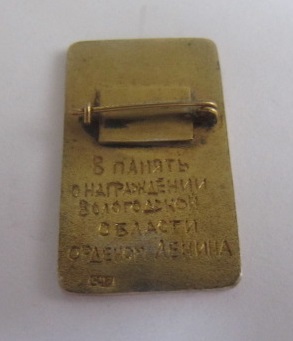 В ПАМЯТЬ
О НАГРАЖДЕНИИ
ВОЛОГОДСКОЙ
ОБЛАСТИ
ОРДЕНОМ ЛЕНИНА